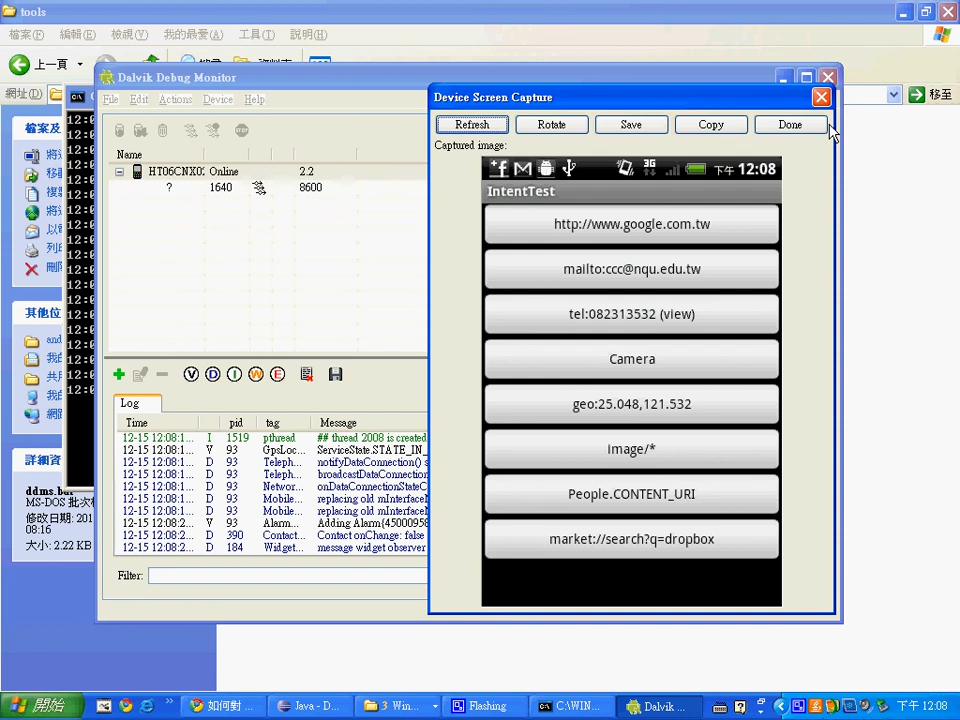 tools
檔案(F) 編輯(E) 檢視(V) 我的最愛(A) 工具(T) 說明(H)
上一頁
網址(D)
移至
Dalvik Debug Monitor
File Edit Actions Device Help
Name
HT06CNX0 Online 2.2
? 1640 8600
Device Screen Capture
Refresh Rotate Save Copy Done
Captured image:
3G 下午 12:08
IntentTest
http://www.google.com.tw
mailto:ccc@nqu.edu.tw
tel:082313532 (view)
Camera
geo:25.048,121.532
image/*
People.CONTENT_URI
market://search?q=dropbox
V D I W E
Log
Time pid tag Message
12-15 12:08:1... I 1519 pthread ## thread 2008 is created
12-15 12:08:1... V 93 GpsLoc... ServiceState.STATE_IN_
12-15 12:08:1... D 93 Teleph... notifyDataConnection() s
12-15 12:08:1... D 93 Teleph... broadcastDataConnection
12-15 12:08:1... D 93 Networ... onDataConnectionState
12-15 12:08:1... D 93 Mobile... replacing old mInterfaceN
12-15 12:08:1... D 93 Mobile... replacing old mInterfaceN
12-15 12:08:2... V 93 Alarm... Adding Alarm{45000958
12-15 12:08:2... D 390 Contact... Contact onChange: false
12-15 12:08:2... D 184 Widget... message widget observer
Filter:
檔案及
其他位
and
我的
共用
我的
網路
詳細資
ddms.bat
MS-DOS 批次檔
修改日期: 201
08:16
大小: 2.22 KB
開始
對 ...
Java - D...
3 Win...
Flashing
C:\WIN...
Dalvik ...
下午 12:08